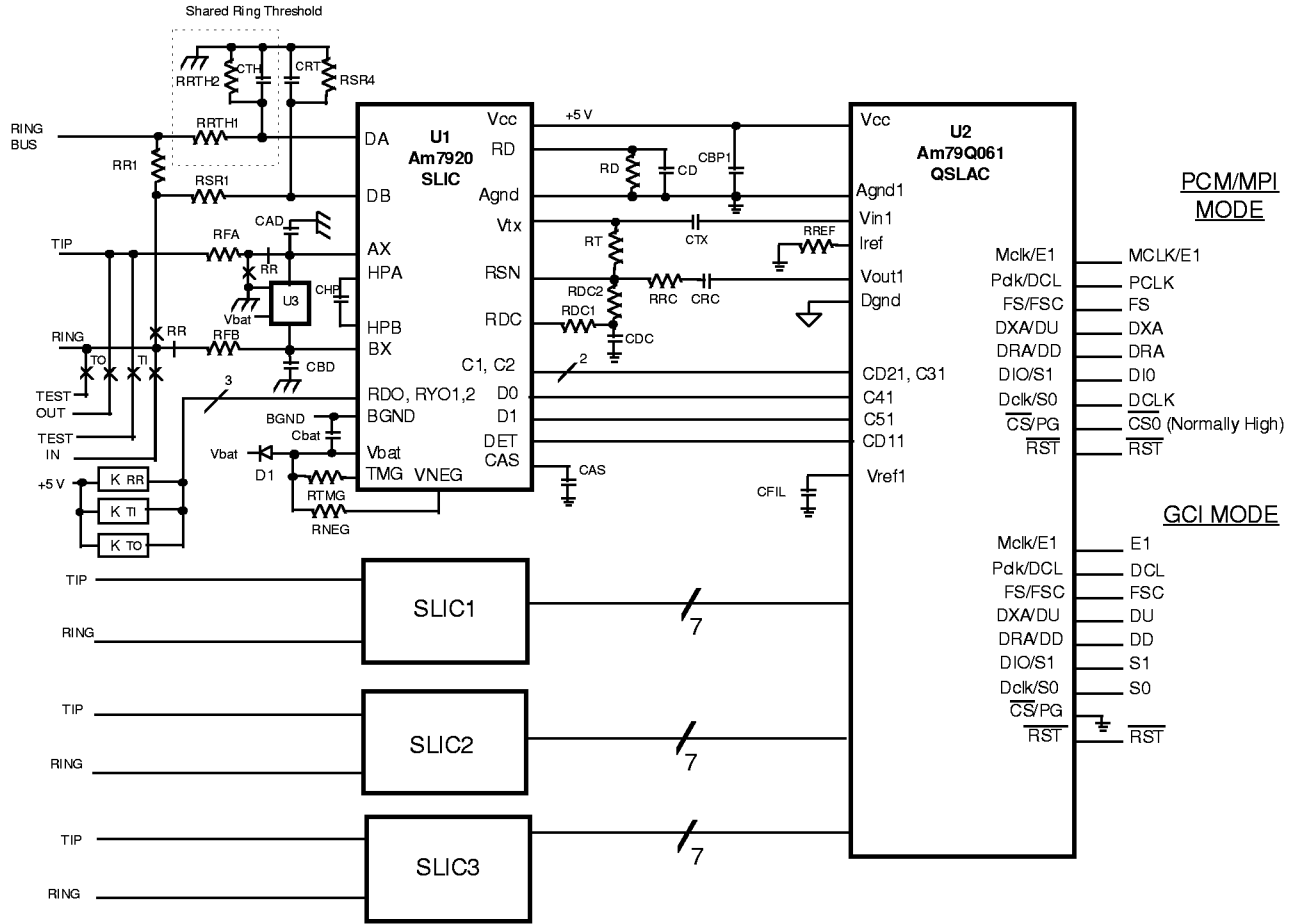 Shared Ring Threshold
RRTH2
CTH
CRT
RSR4
RING
BUS
RRTH1
RR1
RSR1
CAD
TIP
RFA
RR
U3
Vbat
CHP
RING
RR
RFB
CBD
TO
TI
TEST
OUT
TEST
IN
3
BGND
Cbat
Vbat
D1
RTMG
RNEG
+5 V
K RR
K TI
K TO
U1
Am7920
SLIC
DA
DB
AX
HPA
HPB
BX
RDO, RYO1,2
BGND
Vbat
TMG
VNEG
Vcc
RD
Agnd
Vtx
RSN
RDC
C1, C2
D0
D1
DET
CAS
+5 V
RD
CD
CBP1
RT
CTX
RREF
RDC2
RRC
CRC
RDC1
CDC
2
CAS
CFIL
U2
Am79Q061
QSLAC
Vcc
Agnd1
Vin1
Iref
Vout1
Dgnd
CD21, C31
C41
C51
CD11
Vref1
PCM/MPI
MODE
Mclk/E1 MCLK/E1
Pdk/DCL PCLK
FS/FSC FS
DXA/DU DXA
DRA/DD DRA
DIO/S1 DI0
Dclk/S0 DCLK
CS/PG CS0 (Normally High)
RST RST
GCI MODE
Mclk/E1 E1
Pdk/DCL DCL
FS/FSC FSC
DXA/DU DU
DRA/DD DD
DIO/S1 S1
Dclk/S0 S0
CS/PG
RST RST
TIP
RING
SLIC1
7
TIP
RING
SLIC2
7
TIP
RING
SLIC3
7